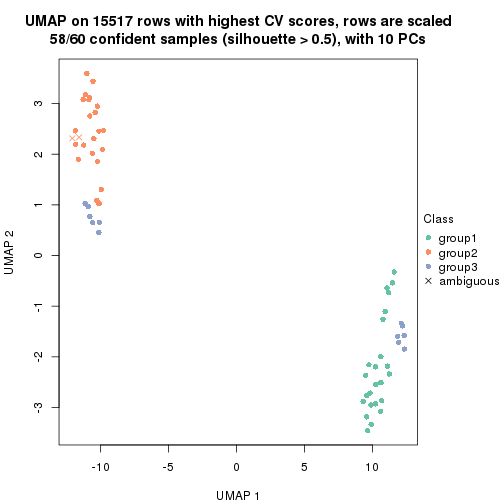 UMAP on 15517 rows with highest CV scores, rows are scaled
58/60 confident samples (silhouette > 0.5), with 10 PCs
3
2
1
0
-1
-2
-3
UMAP 2
-10
-5
0
5
10
UMAP 1
Class
group1
group2
group3
ambiguous